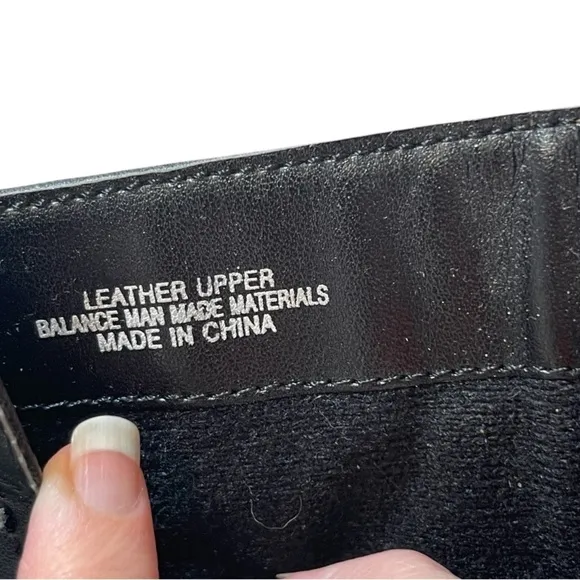 LEATHER UPPER
BALANCE MAN MADE MATERIALS
MADE IN CHINA